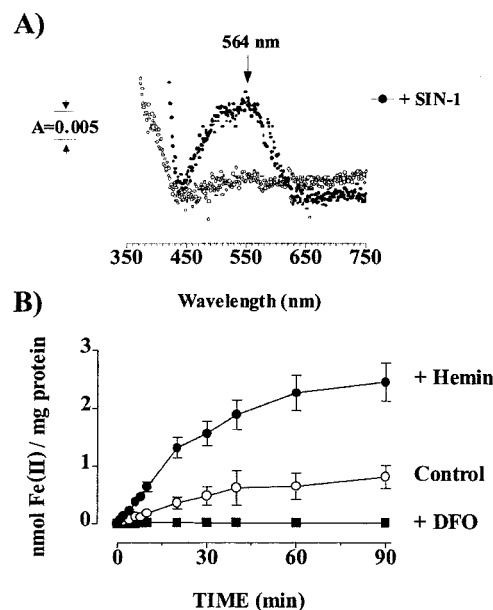 A)
564 nm
+ SIN-1
A=0.005
350 450 550 650 750
Wavelength (nm)
B)
nmol Fe(II) / mg protein
3
2
1
0
+ Hemin
Control
+ DFO
0 30 60 90
TIME (min)